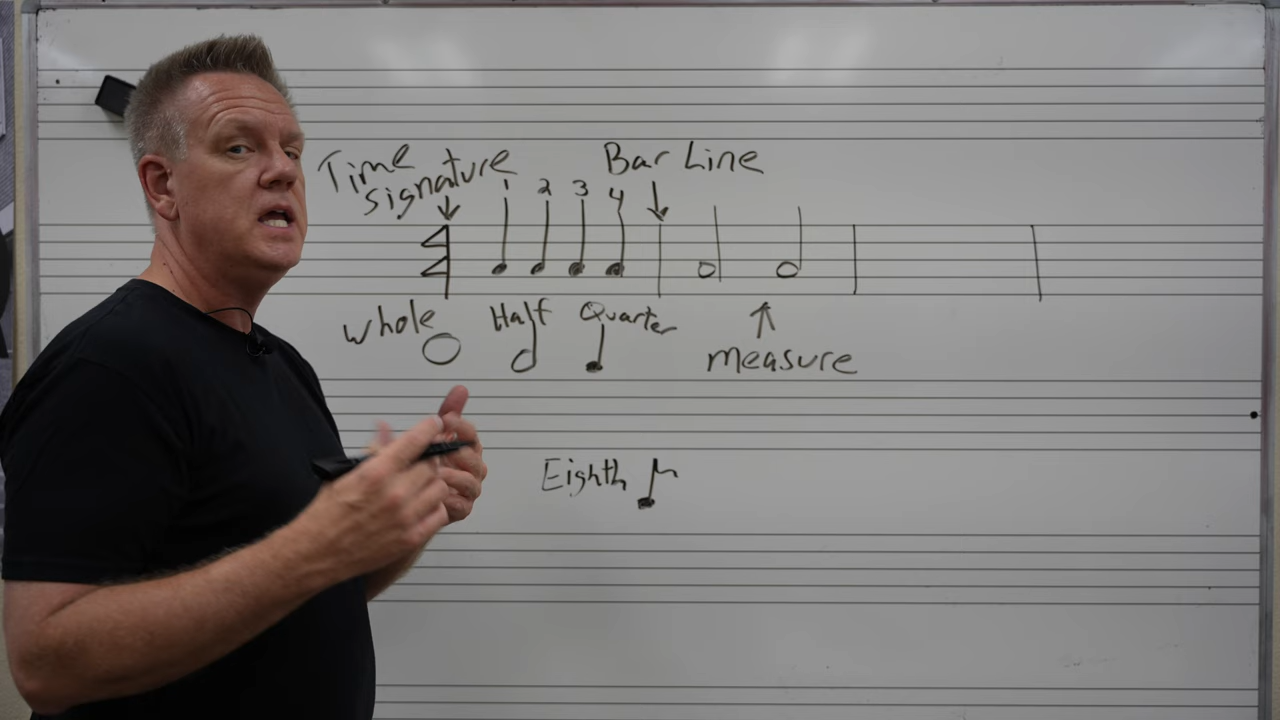 Time Signature
Bar Line
1 2 3 4
4
4
whole Half Quarter
measure
Eighth